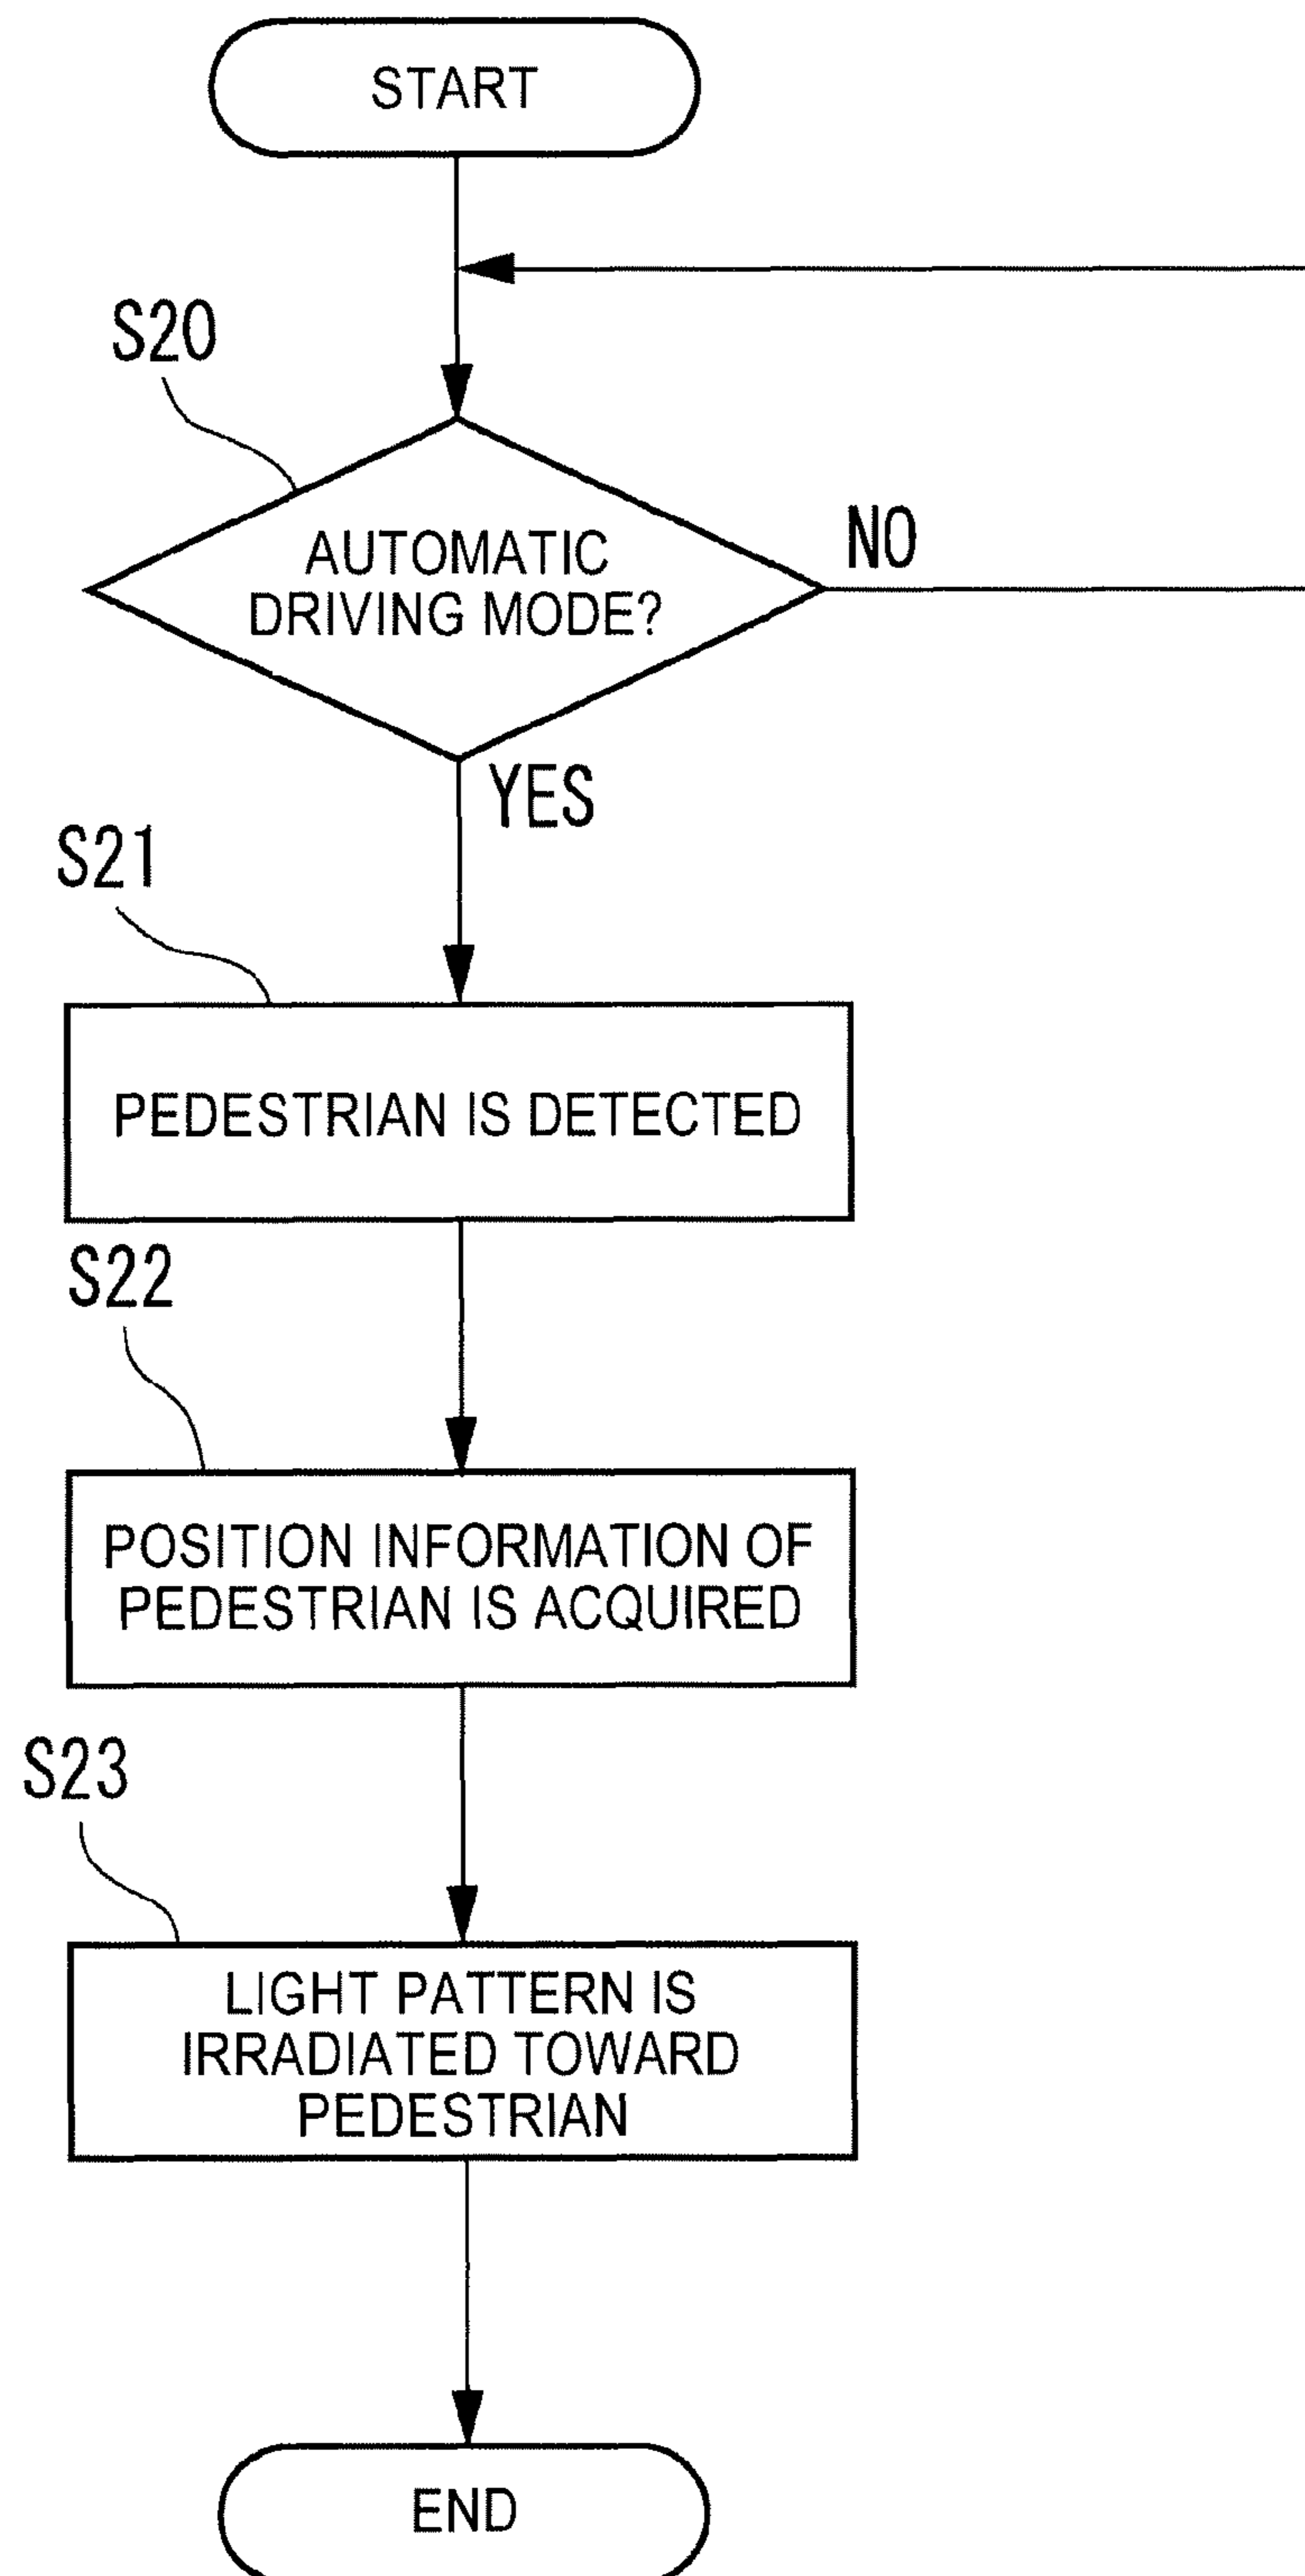 START
S20
AUTOMATIC
DRIVING MODE?
NO
YES
S21
PEDESTRIAN IS DETECTED
S22
POSITION INFORMATION OF
PEDESTRIAN IS ACQUIRED
S23
LIGHT PATTERN IS
IRRADIATED TOWARD
PEDESTRIAN
END